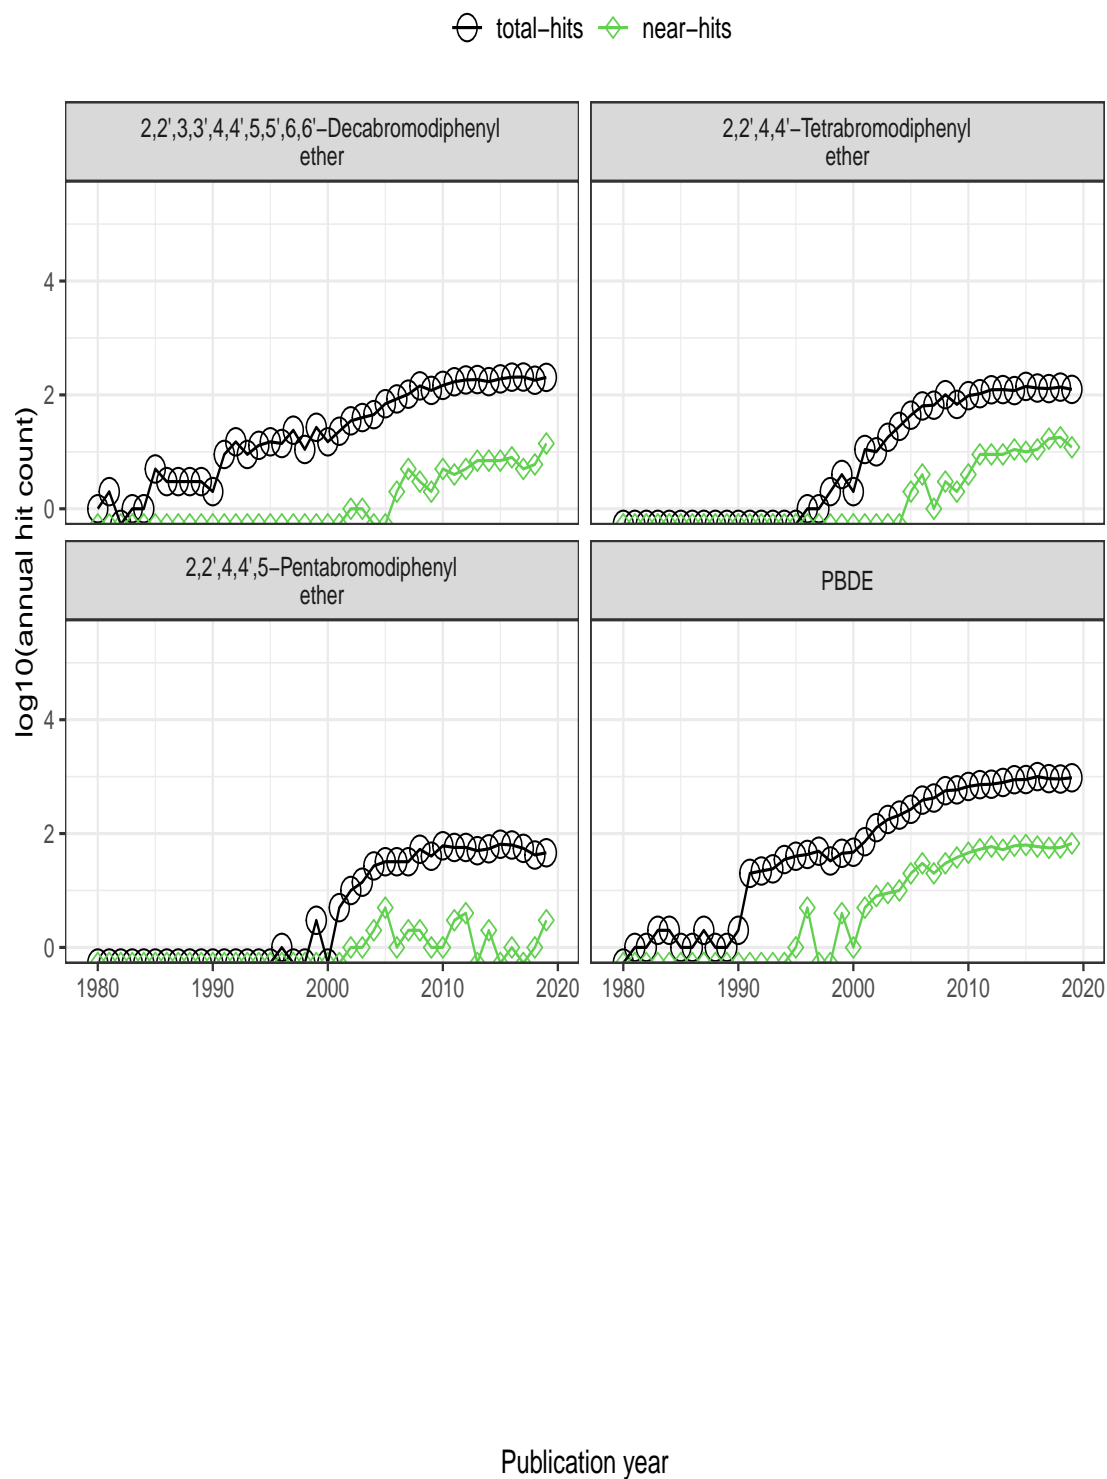 total−hits near−hits
2,2',3,3',4,4',5,5',6,6'−Decabromodiphenyl
ether
2,2',4,4'−Tetrabromodiphenyl
ether
4
2
0
2,2',4,4',5−Pentabromodiphenyl
ether
PBDE
4
2
0
log10(annual hit count)
1980 1990 2000 2010 2020
1980 1990 2000 2010 2020
Publication year